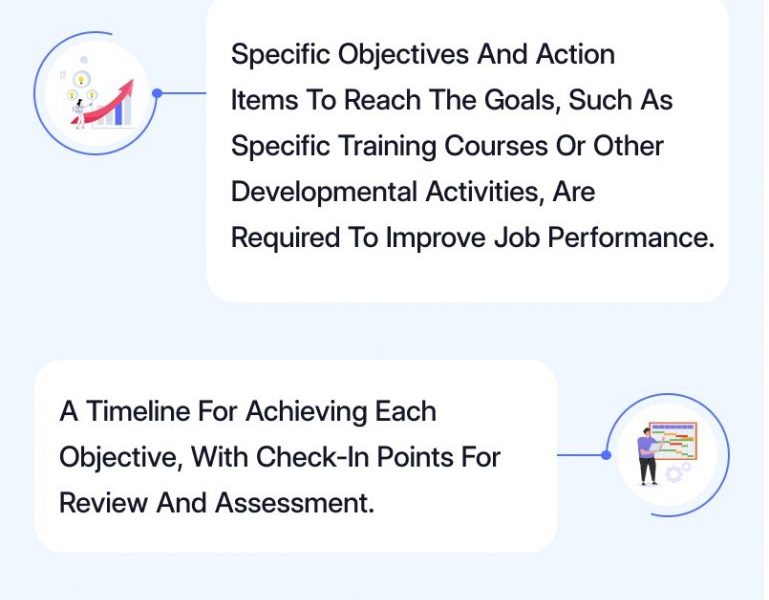 Specific Objectives And Action
Items To Reach The Goals, Such As
Specific Training Courses Or Other
Developmental Activities, Are
Required To Improve Job Performance.
A Timeline For Achieving Each
Objective, With Check-In Points For
Review And Assessment.